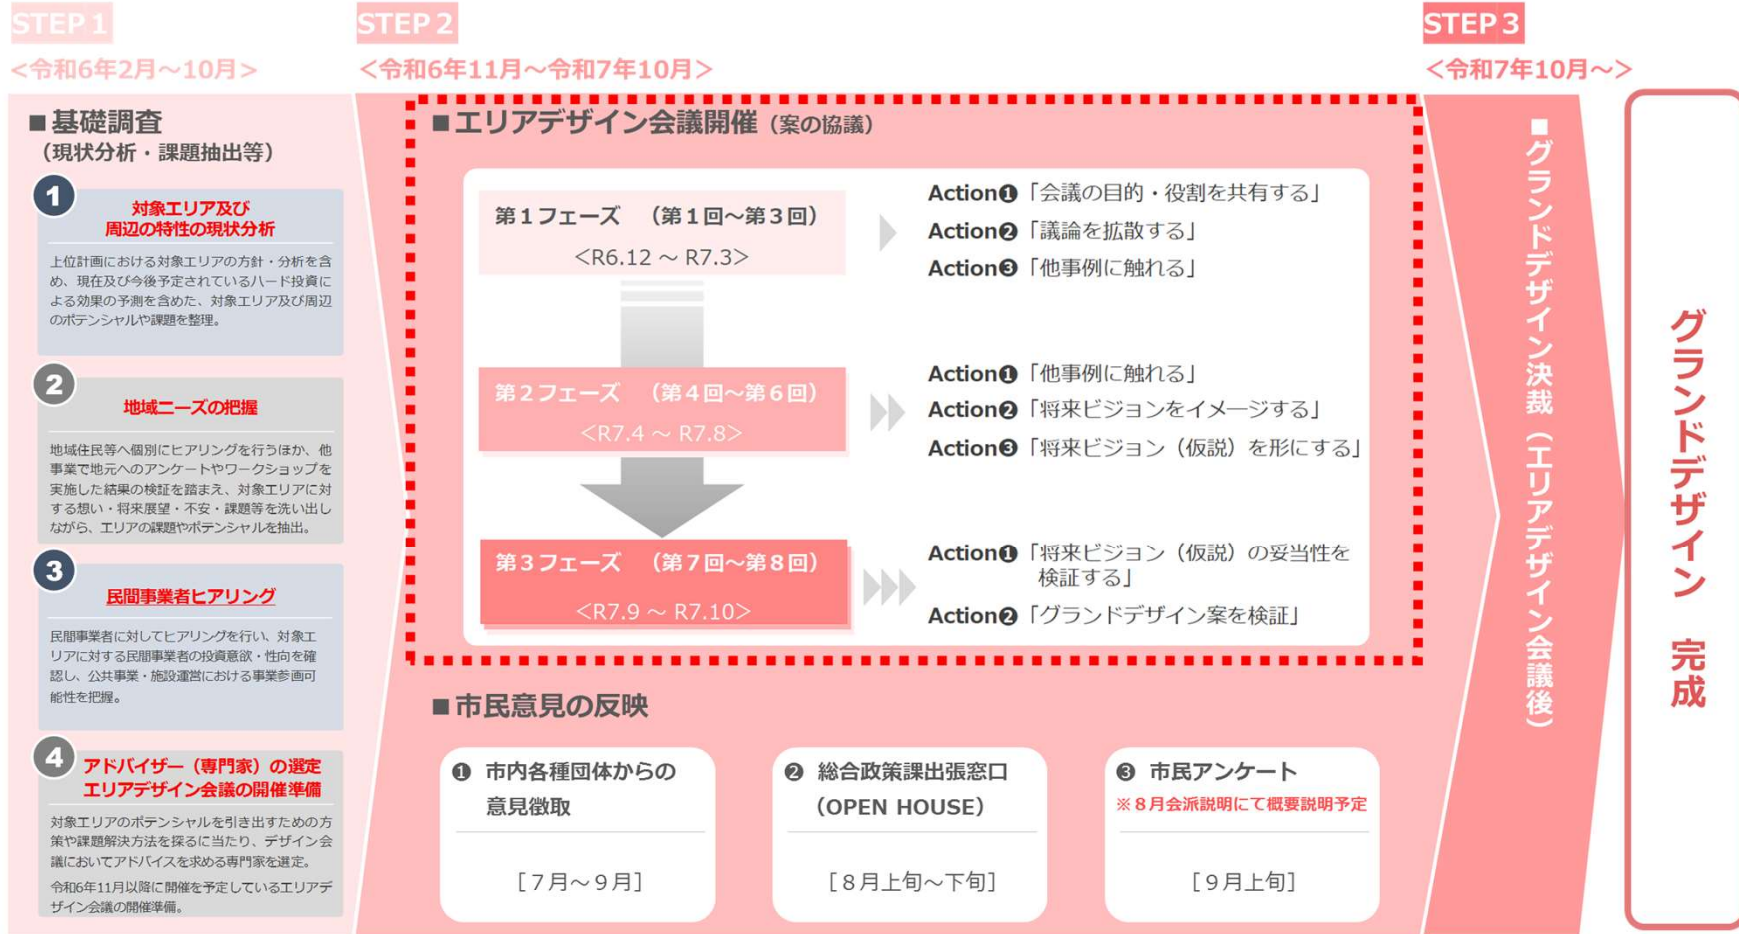 STEP 1
<令和6年2月～10月>
■基礎調査
（現状分析・課題抽出等）
1
対象エリア及び
周辺の特性の現状分析
上位計画における対象エリアの方針・分析を含
め、現在及び今後予定されているハード投資に
よる効果の予測を含めた、対象エリア及び周辺
のポテンシャルや課題を整理。
2
地域ニーズの把握
地域住民等へ個別にヒアリングを行うほか、他
事業で地元へのアンケートやワークショップを
実施した結果の検証を踏まえ、対象エリアに対
する想い・将来展望・不安・課題等を洗い出し
ながら、エリアの課題やポテンシャルを抽出。
3
民間事業者ヒアリング
民間事業者に対してヒアリングを行い、対象エ
リアに対する民間事業者の投資意欲・性向を確
認し、公共事業・施設運営における事業参画可
能性を把握。
4
アドバイザー（専門家）の選定
エリアデザイン会議の開催準備
対象エリアのポテンシャルを引き出すための方
策や課題解決方法を探るに当たり、デザイン会
議においてアドバイスを求める専門家を選定。
令和6年11月以降に開催を予定しているエリアデ
ザイン会議の開催準備。
STEP 2
<令和6年11月～令和7年10月>
■エリアデザイン会議開催（案の協議）
第1フェーズ （第1回～第3回）
<R6.12 ～ R7.3>
Action❶「会議の目的・役割を共有する」
Action❷「議論を拡散する」
Action❸「他事例に触れる」
第2フェーズ （第4回～第6回）
<R7.4 ～ R7.8>
Action❶「他事例に触れる」
Action❷「将来ビジョンをイメージする」
Action❸「将来ビジョン（仮説）を形にする」
第3フェーズ （第7回～第8回）
<R7.9 ～ R7.10>
Action❶「将来ビジョン（仮説）の妥当性を
検証する」
Action❷「グランドデザイン案を検証」
■市民意見の反映
❶ 市内各種団体からの
意見徴取
[7月～9月]
❷ 総合政策課出張窓口
（OPEN HOUSE）
[8月上旬～下旬]
❸ 市民アンケート
※8月会派説明にて概要説明予定
[9月上旬]
STEP 3
<令和7年10月～>
■グランドデザイン決裁（エリアデザイン会議後）
グランドデザイン 完成